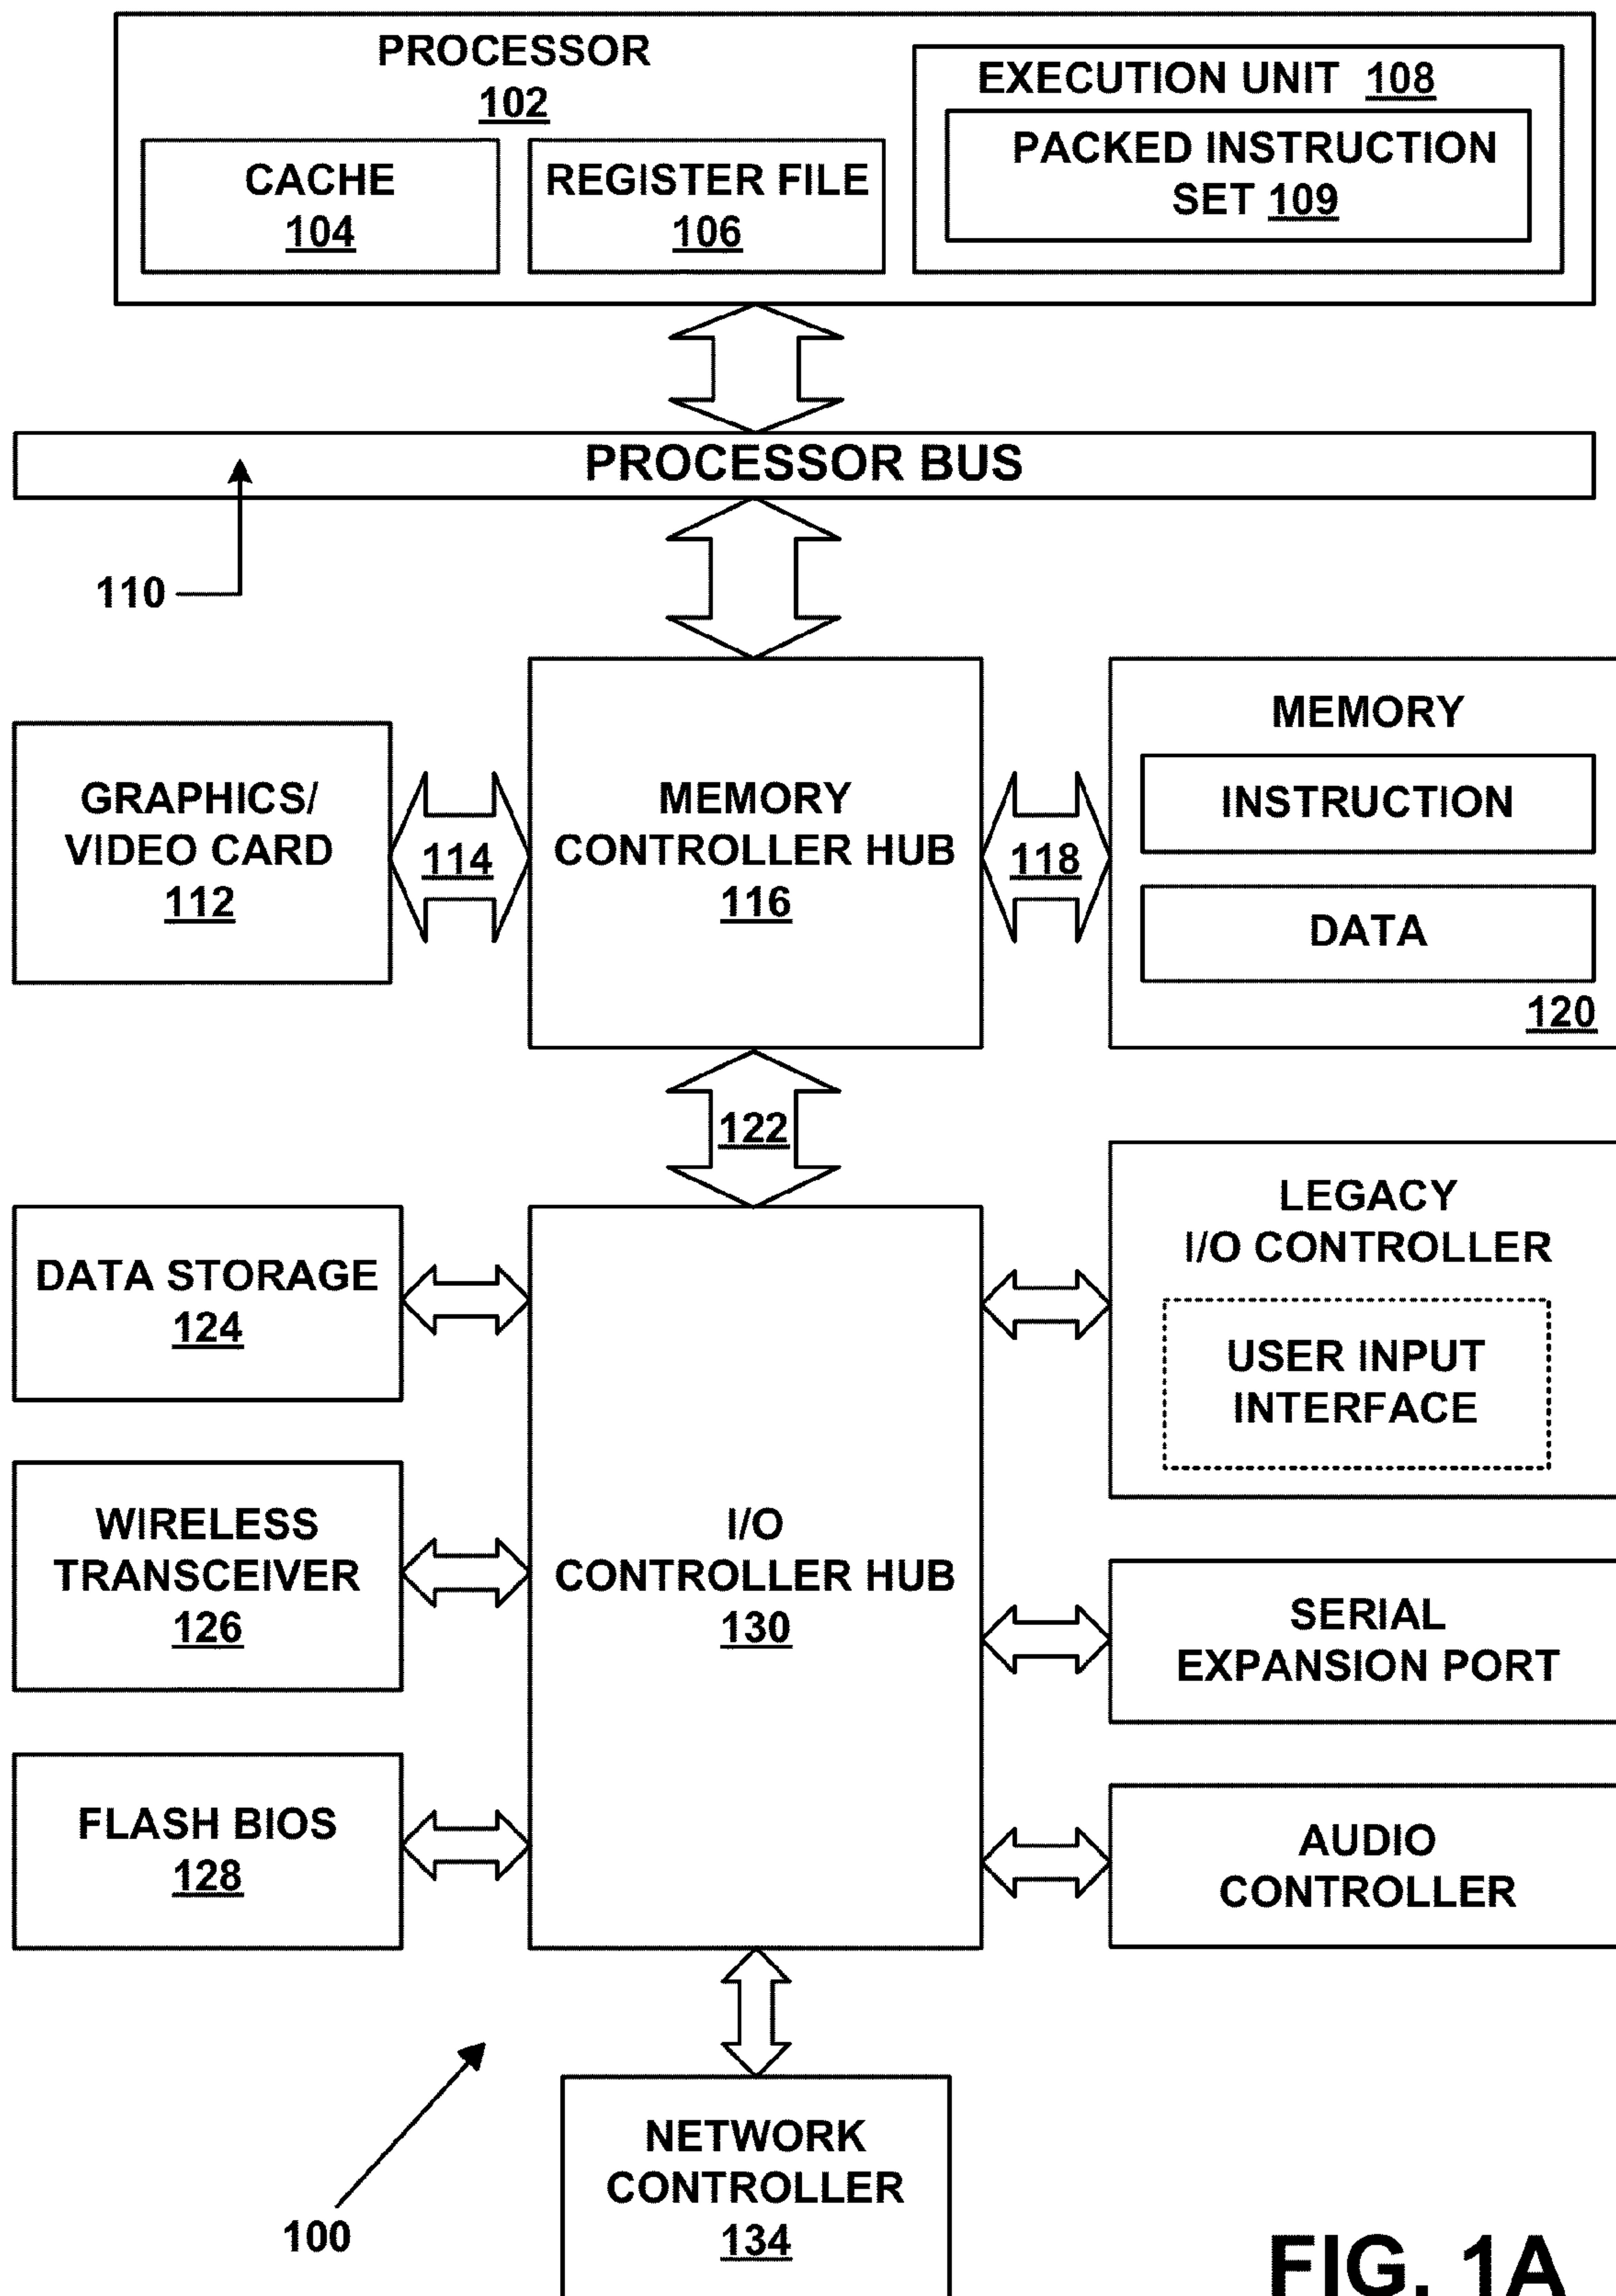 PROCESSOR
102
EXECUTION UNIT 108
PACKED INSTRUCTION
SET 109
CACHE
104
REGISTER FILE
106
PROCESSOR BUS
110
GRAPHICS/
VIDEO CARD
112
114
MEMORY
CONTROLLER HUB
116
118
MEMORY
INSTRUCTION
DATA
120
122
DATA STORAGE
124
LEGACY
I/O CONTROLLER
USER INPUT
INTERFACE
WIRELESS
TRANSCEIVER
126
I/O
CONTROLLER HUB
130
SERIAL
EXPANSION PORT
FLASH BIOS
128
AUDIO
CONTROLLER
NETWORK
CONTROLLER
134
100
FIG. 1A